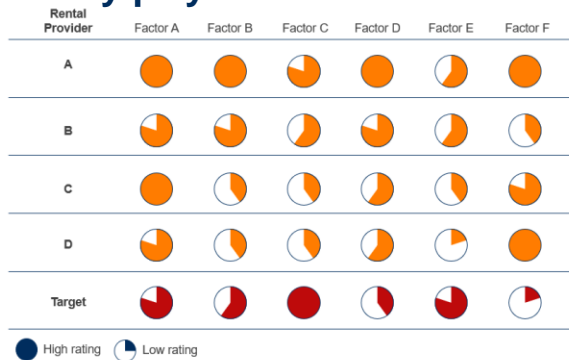 Rental Provider Factor A Factor B Factor C Factor D Factor E Factor F
A
B
C
D
Target
High rating Low rating